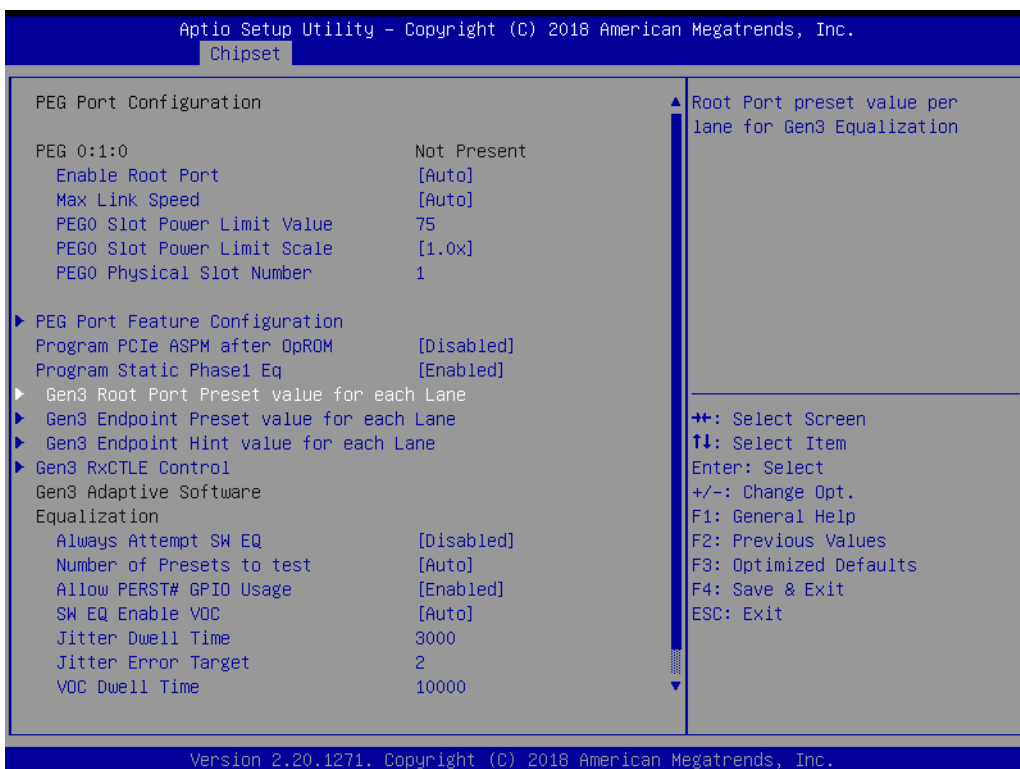 Aptio Setup Utility – Copyright (C) 2018 American Megatrends, Inc.
Chipset
PEG Port Configuration
PEG 0:1:0 Not Present
Enable Root Port [Auto]
Max Link Speed [Auto]
PEG0 Slot Power Limit Value 75
PEG0 Slot Power Limit Scale [1.0x]
PEG0 Physical Slot Number 1
PEG Port Feature Configuration
Program PCIe ASPM after OpROM [Disabled]
Program Static Phase1 Eq [Enabled]
Gen3 Root Port Preset value for each Lane
Gen3 Endpoint Preset value for each Lane
Gen3 Endpoint Hint value for each Lane
Gen3 RxCTLE Control
Gen3 Adaptive Software
Equalization
Always Attempt SW EQ [Disabled]
Number of Presets to test [Auto]
Allow PERST# GPIO Usage [Enabled]
SW EQ Enable VOC [Auto]
Jitter Dwell Time 3000
Jitter Error Target 2
VOC Dwell Time 10000
Root Port preset value per
lane for Gen3 Equalization
→←: Select Screen
↑↓: Select Item
Enter: Select
+/-: Change Opt.
F1: General Help
F2: Previous Values
F3: Optimized Defaults
F4: Save & Exit
ESC: Exit
Version 2.20.1271. Copyright (C) 2018 American Megatrends, Inc.